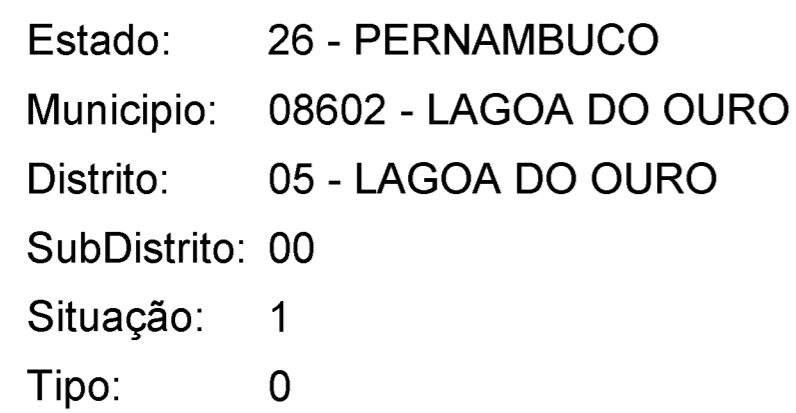 Estado: 26 - PERNAMBUCO
Municipio: 08602 - LAGOA DO OURO
Distrito: 05 - LAGOA DO OURO
SubDistrito: 00
Situação: 1
Tipo: 0